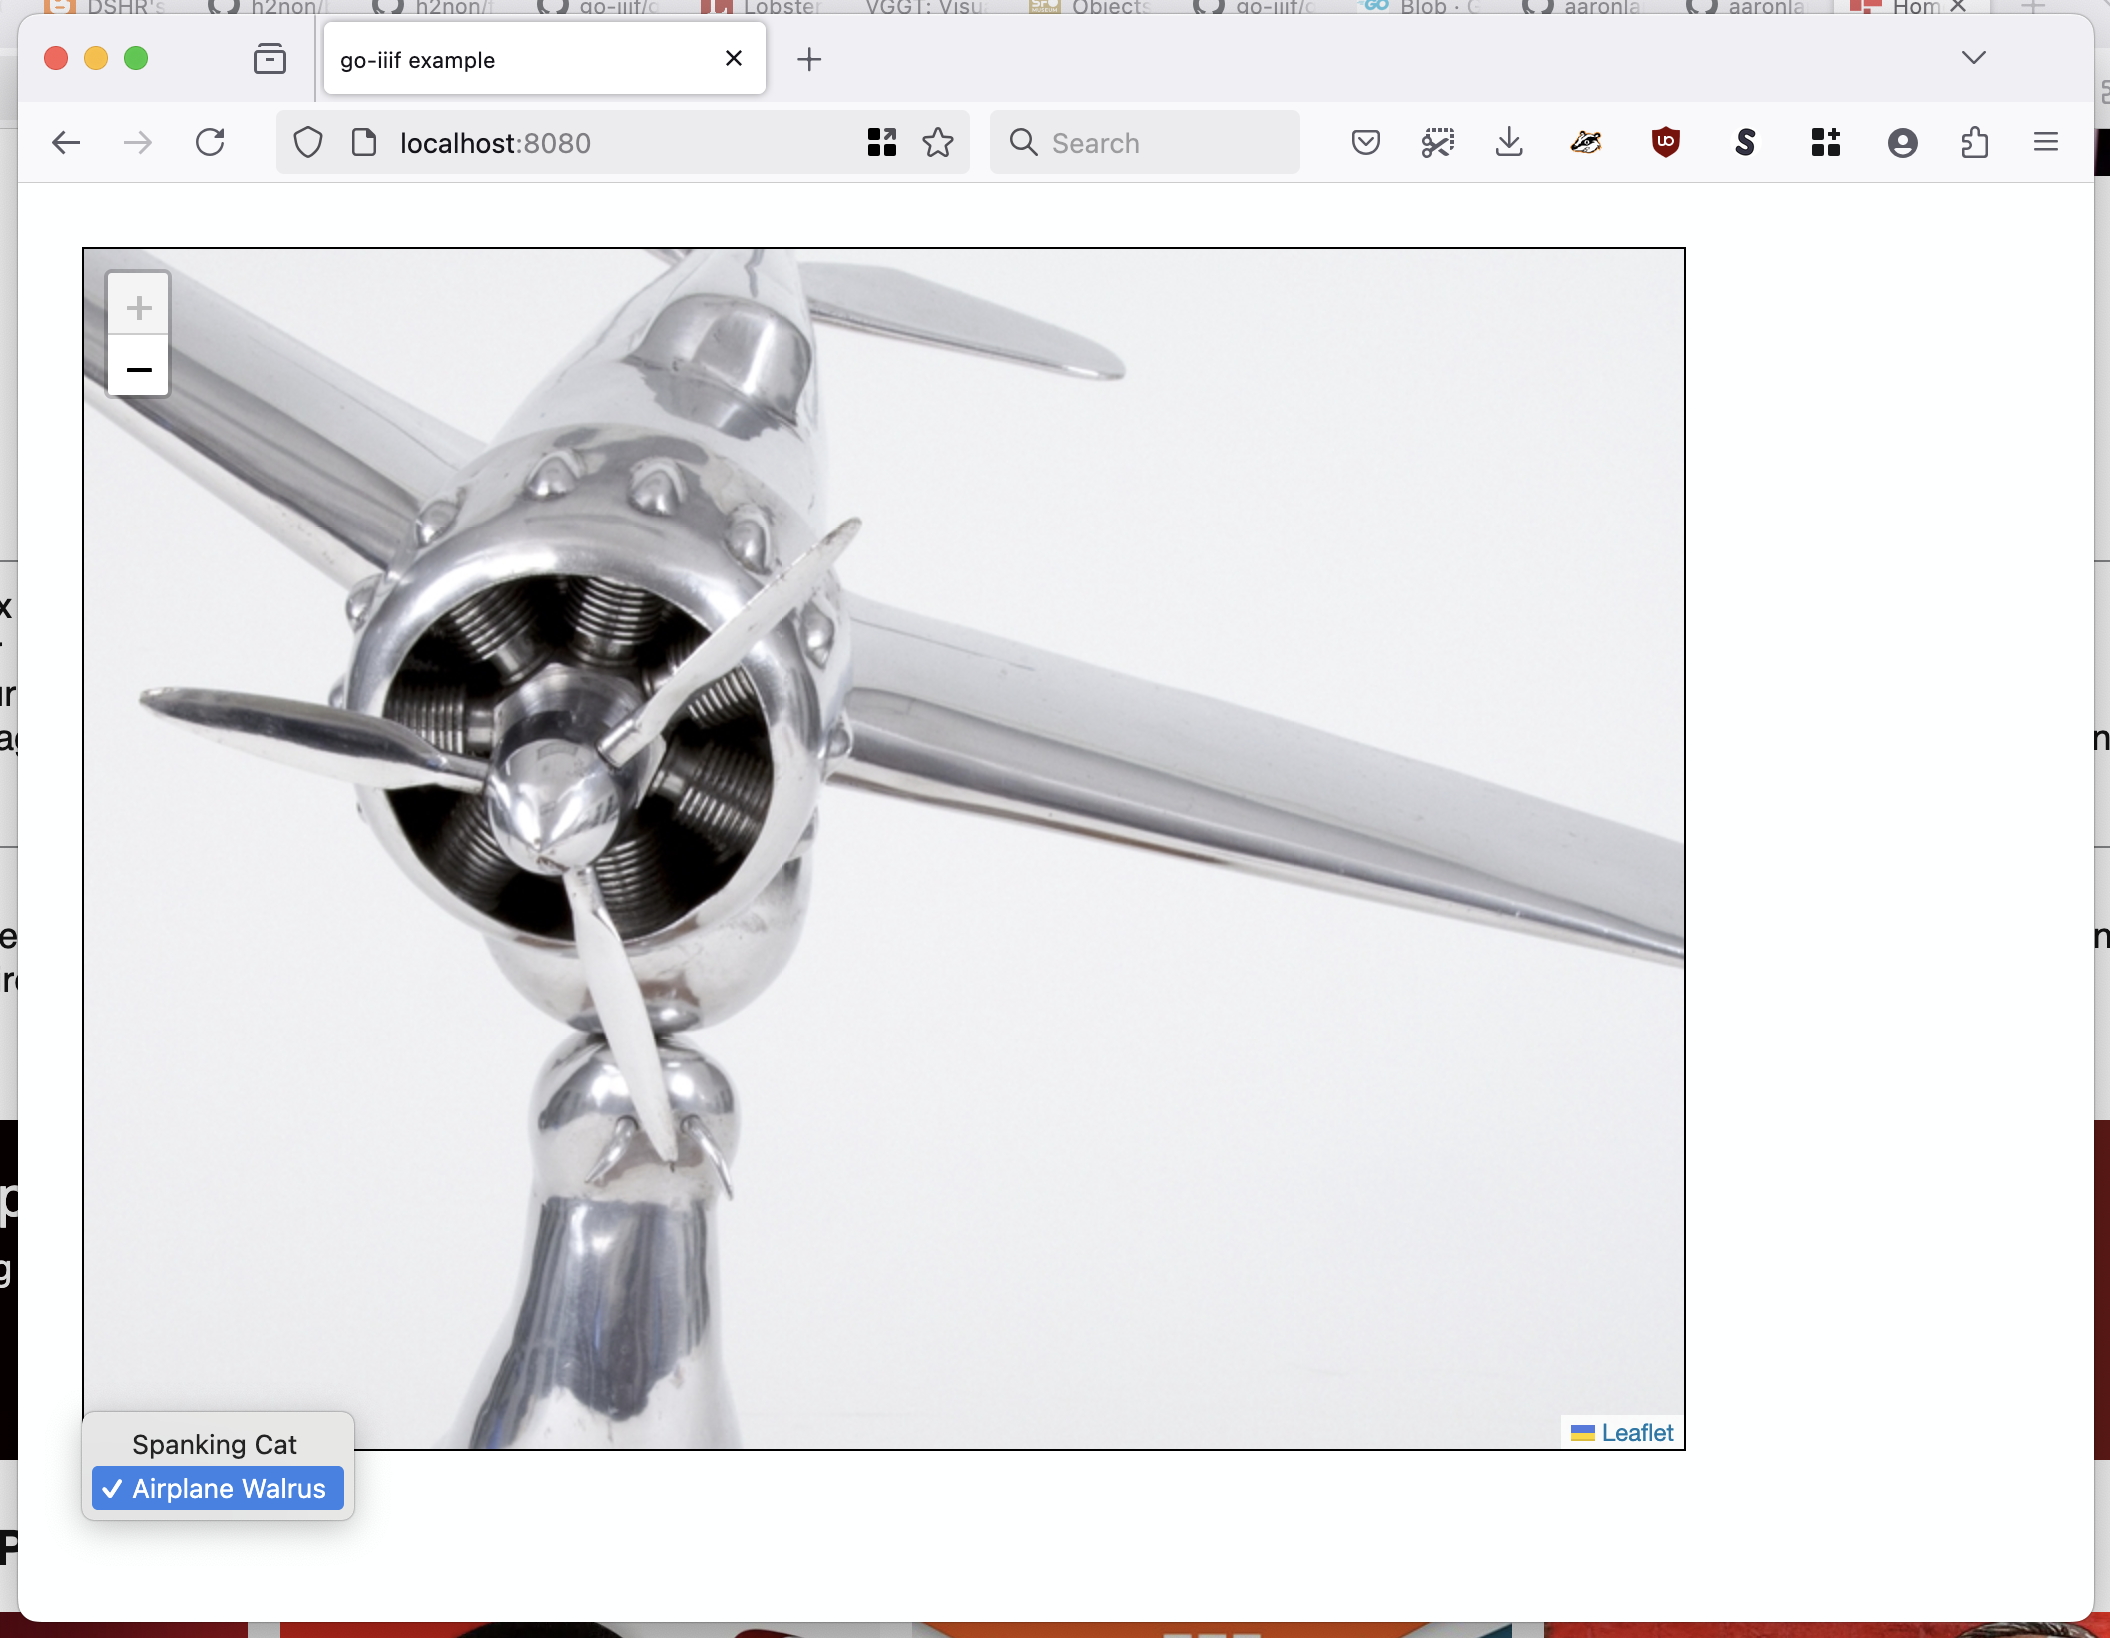 DSHR's
h2non/
h2non/
go-iiif/
Lobster
VGGT: Visu
Objects
go-iiif/
Blob · G
aaronla
aaronla
Hom
go-iiif example
localhost:8080
Search
+
−
Leaflet
Spanking Cat
✓ Airplane Walrus